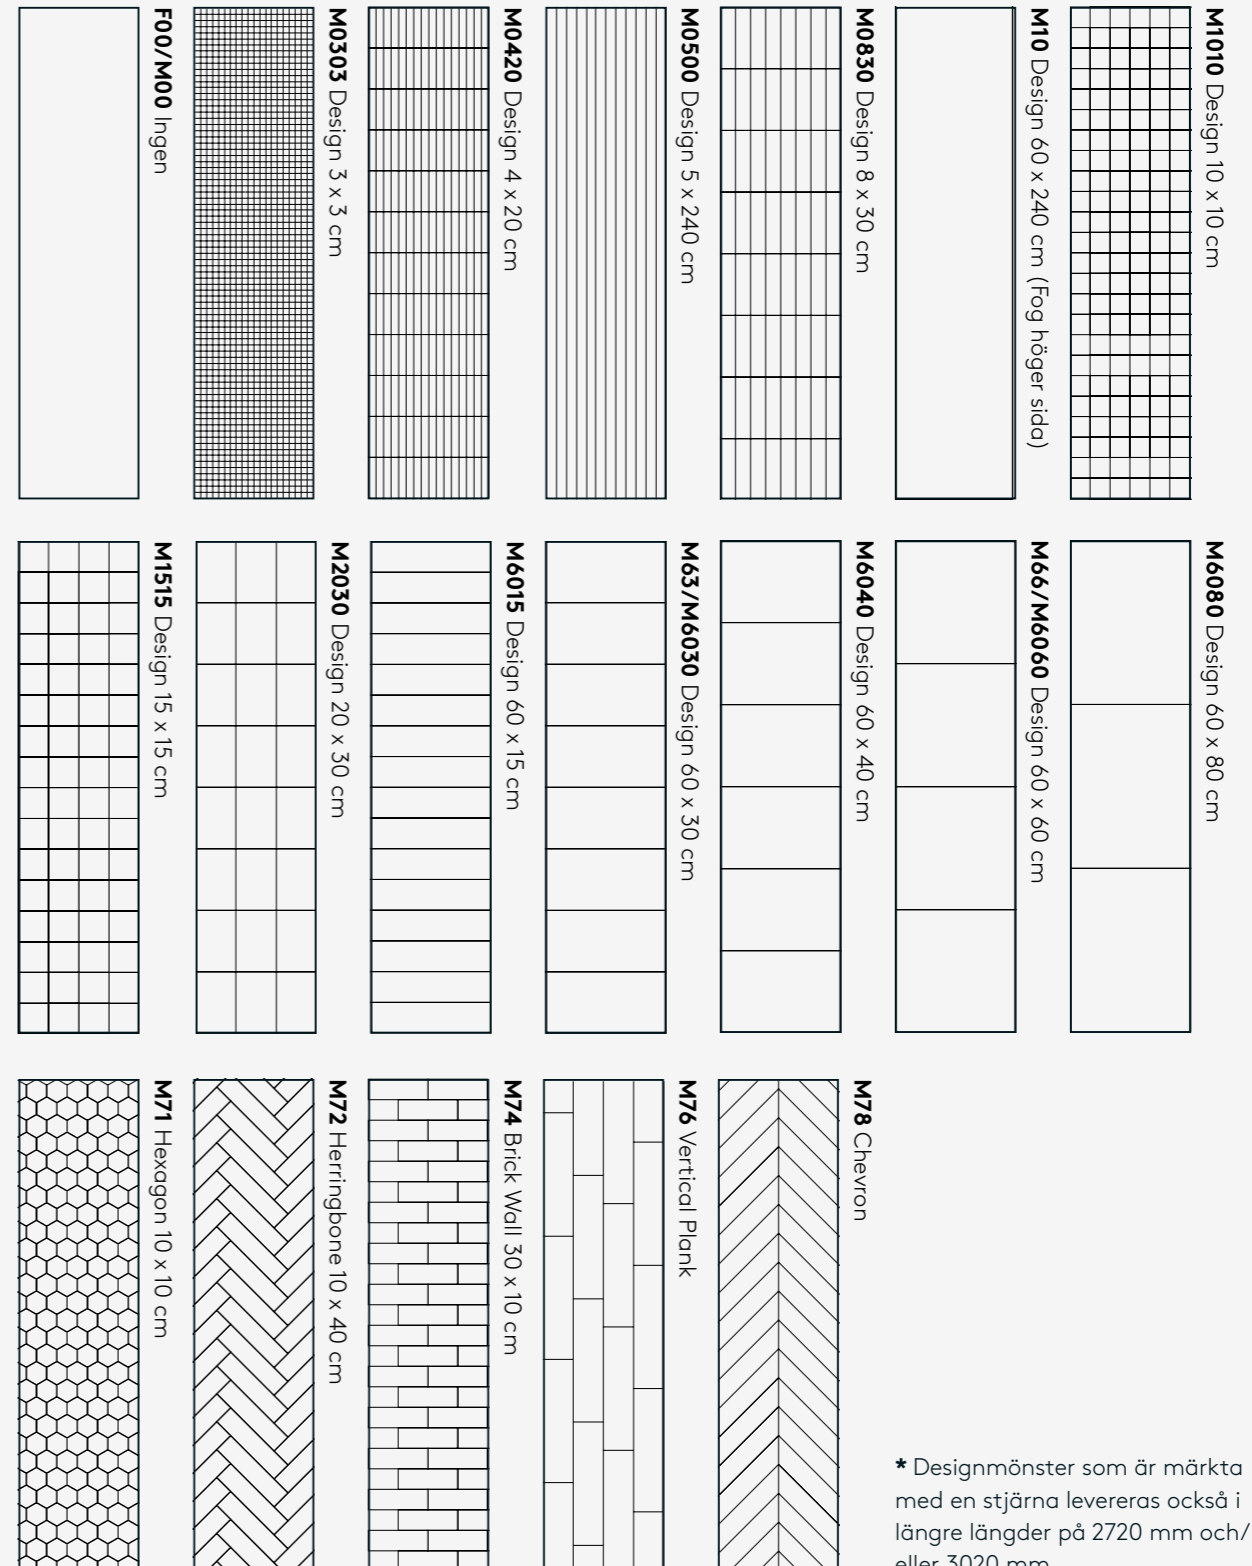 F00/M00 Ingen
M0303 Design 3 x 3 cm
M0420 Design 4 x 20 cm
M0500 Design 5 x 240 cm
M0830 Design 8 x 30 cm
M10 Design 60 x 240 cm (Fog höger sida)
M1010 Design 10 x 10 cm
M1515 Design 15 x 15 cm
M2030 Design 20 x 30 cm
M6015 Design 60 x 15 cm
M63/M6030 Design 60 x 30 cm
M6040 Design 60 x 40 cm
M66/M6060 Design 60 x 60 cm
M6080 Design 60 x 80 cm
M71 Hexagon 10 x 10 cm
M72 Herringbone 10 x 40 cm
M74 Brick Wall 30 x 10 cm
M76 Vertical Plank
M78 Chevron
* Designmönster som är märkta
med en stjärna levereras också i
längre längder på 2720 mm och/
eller 3020 mm